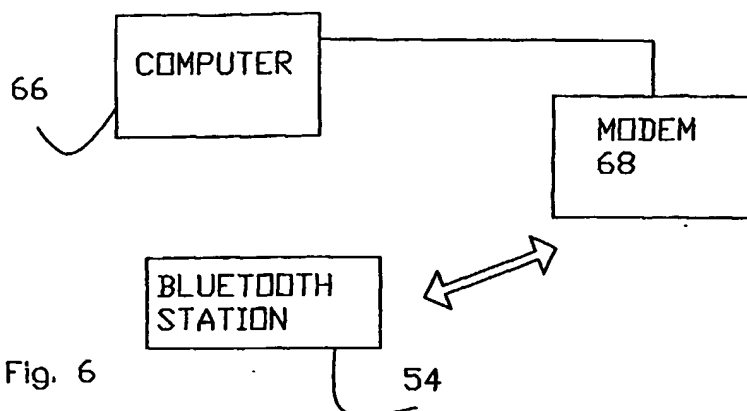 COMPUTER
66
MODEM
68
BLUETOOTH
STATION
Fig. 6
54